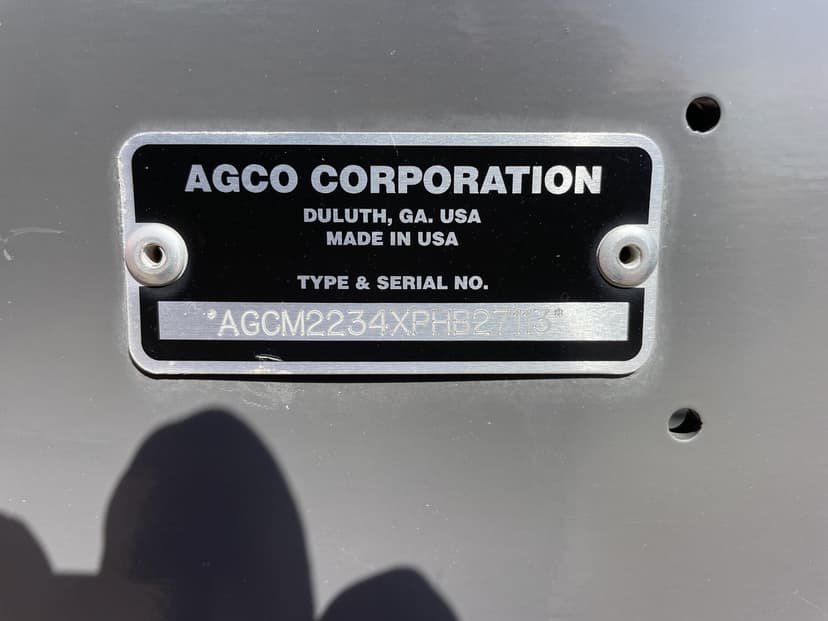 AGCO CORPORATION
DULUTH, GA. USA
MADE IN USA
TYPE & SERIAL NO.
*AGCM2234XPHB27113*